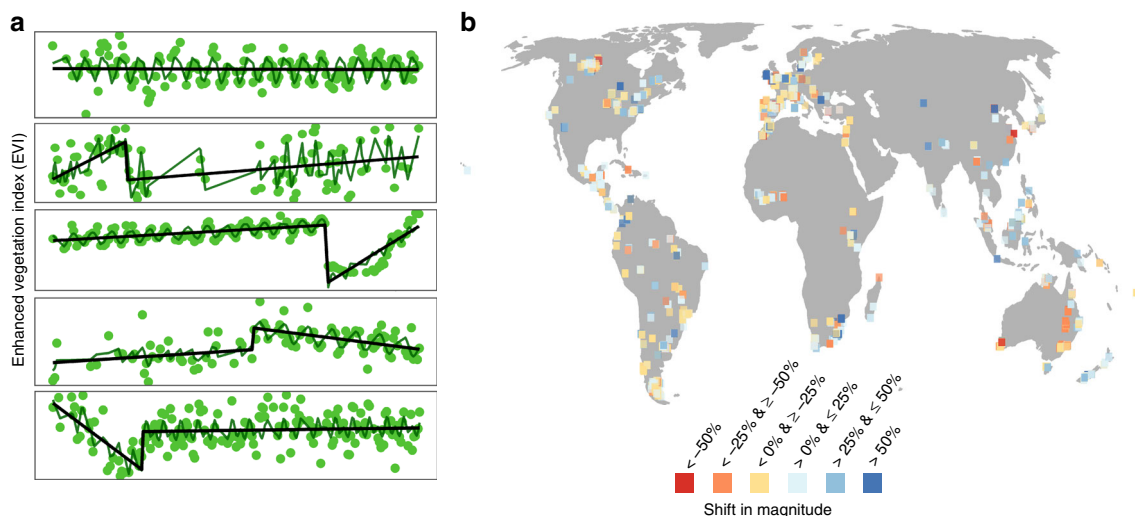 a
b
Enhanced vegetation index (EVI)
< −50%
< −25% & ≥ −50%
< 0% & ≥ −25%
> 0% & ≤ 25%
> 25% & ≤ 50%
> 50%
Shift in magnitude